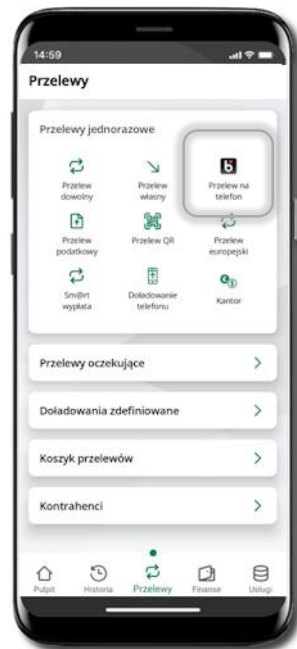 14:59
Przelewy
Przelewy jednorazowe
Przelew
dowolny
Przelew
własny
Przelew na
telefon
Przelew
podatkowy
Przelew QR
Przelew
europejski
Sm@rt
wypłata
Doładowanie
telefonu
Kantor
Przelewy oczekujące
Doładowania zdefiniowane
Koszyk przelewów
Kontrahenci
Pulpit
Historia
Przelewy
Finanse
Usługi